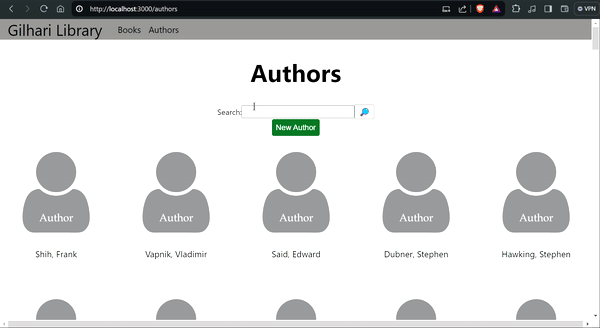 http://localhost:3000/authors
VPN
Gilhari Library Books Authors
Authors
Search:
New Author
Author Author Author Author Author
Shih, Frank Vapnik, Vladimir Said, Edward Dubner, Stephen Hawking, Stephen